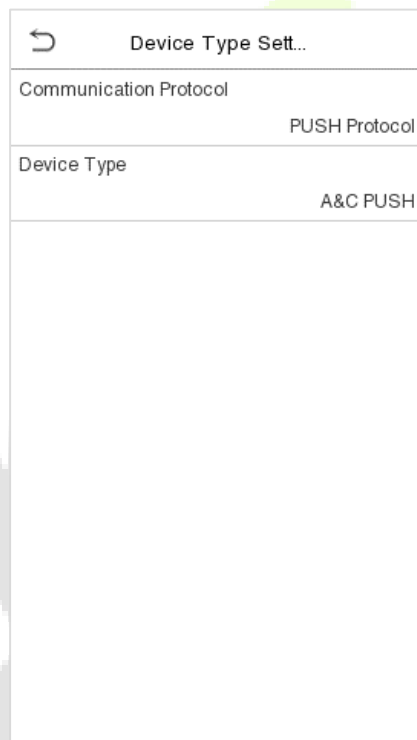 Device Type Sett...
Communication Protocol
PUSH Protocol
Device Type
A&C PUSH